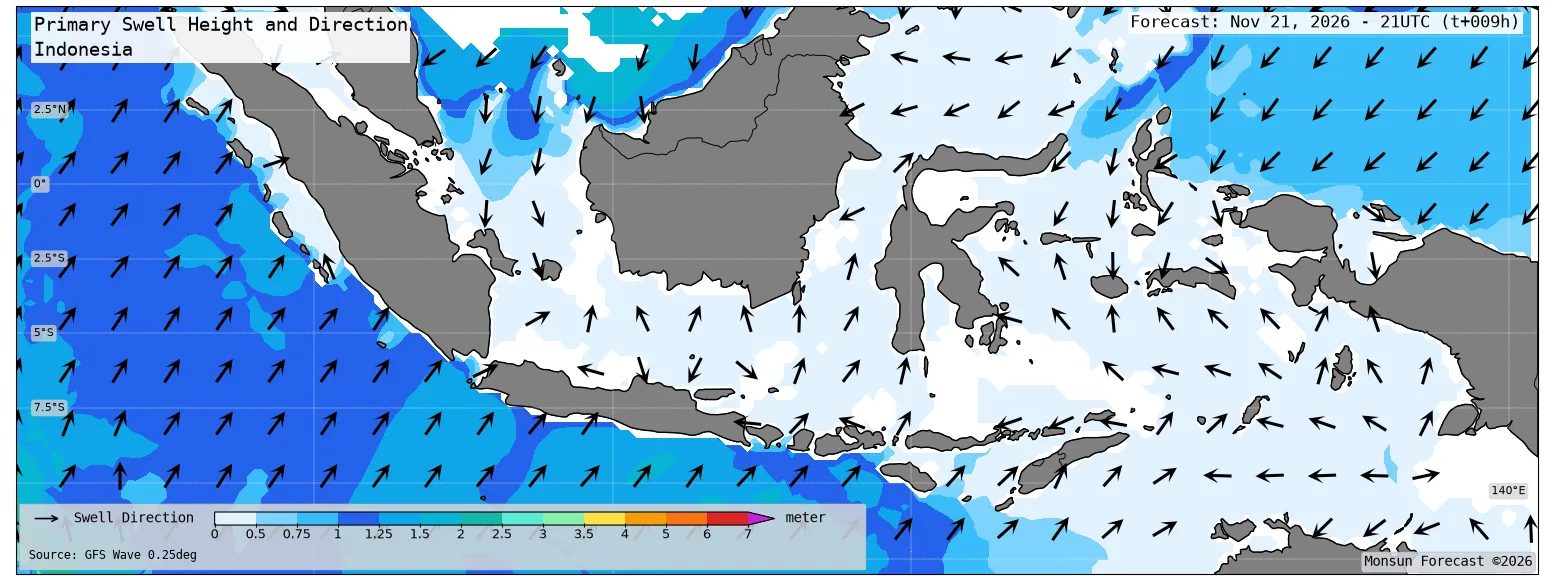 Primary Swell Height and Direction
Indonesia
Forecast: Nov 21, 2026 - 21UTC (t+009h)
2.5°N
0°
2.5°S
5°S
7.5°S
140°E
Swell Direction
0 0.5 0.75 1 1.25 1.5 2 2.5 3 3.5 4 5 6 7
meter
Source: GFS Wave 0.25deg
Monsun Forecast ©2026